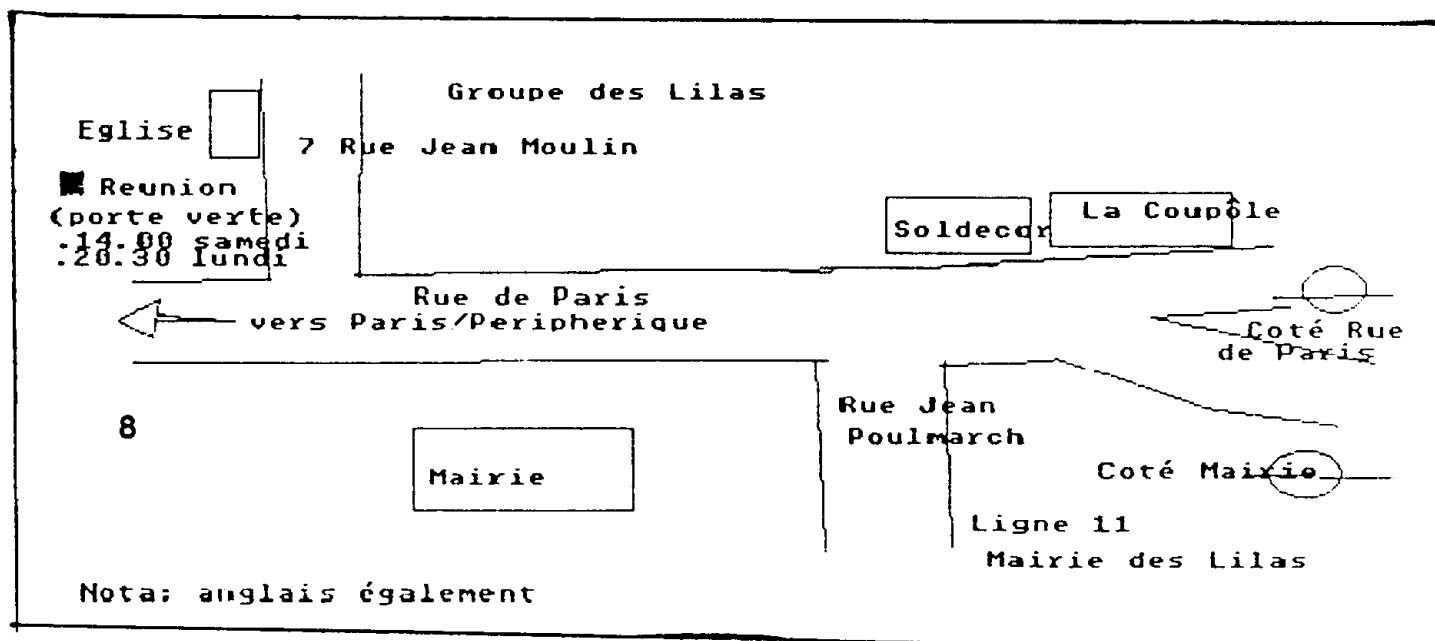 Groupe des Lilas
Eglise
7 Rue Jean Moulin
Reunion
(porte verte)
.14.00 samedi
.20.30 lundi
Soldecor
La Coupôle
Rue de Paris
vers Paris/Peripherique
Coté Rue
de Paris
8
Rue Jean
Poulmarch
Mairie
Coté Mairie
Ligne 11
Mairie des Lilas
Nota: anglais également